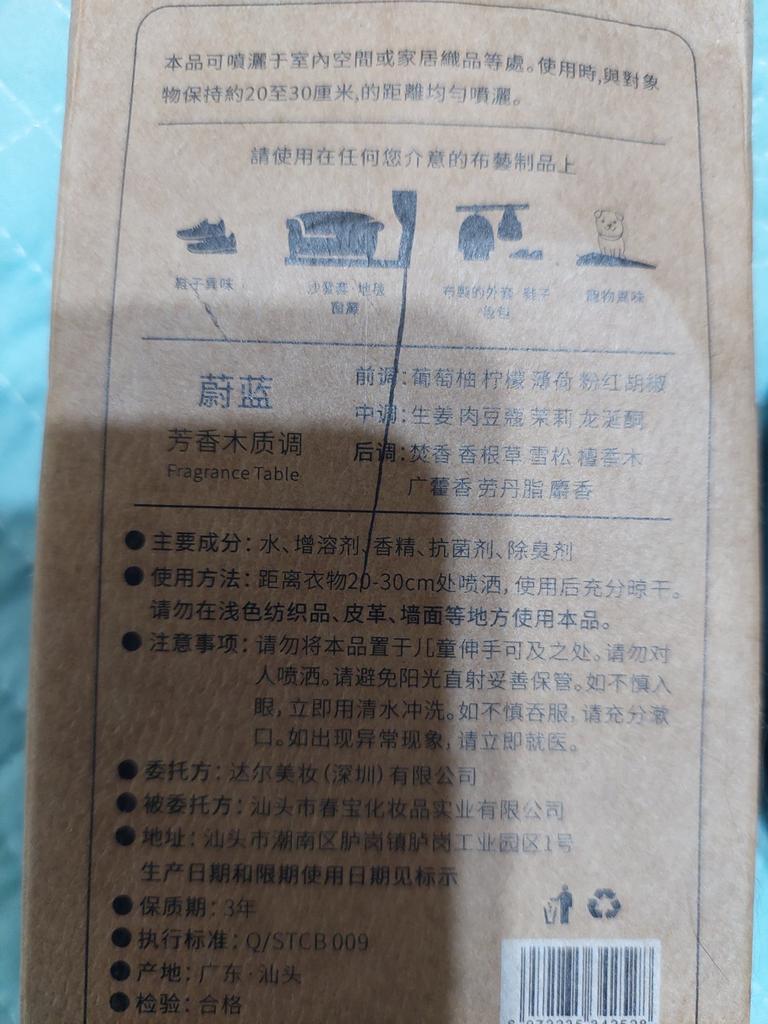 本品可噴灑于室內空間或家居織品等處。使用時,與對象
物保持約20至30厘米,的距離均勻噴灑。
請使用在任何您介意的布藝制品上
鞋子異味
沙發套·地毯
窗簾
布製的外套·鞋子
·包包
寵物異味
蔚蓝
芳香木质调
Fragrance Table
前调：葡萄柚 柠檬 薄荷 粉红胡椒
中调：生姜 肉豆蔻 茉莉 龙涎酮
后调：焚香 香根草 雪松 檀香木
广藿香 劳丹脂 麝香
●主要成分：水、增溶剂、香精、抗菌剂、除臭剂
●使用方法：距离衣物20-30cm处喷洒，使用后充分晾干。
请勿在浅色纺织品、皮革、墙面等地方使用本品。
●注意事项：请勿将本品置于儿童伸手可及之处。请勿对
人喷洒。请避免阳光直射妥善保管。如不慎入
眼，立即用清水冲洗。如不慎吞服，请充分漱
口。如出现异常现象，请立即就医。
●委托方：达尔美妆（深圳）有限公司
●被委托方：汕头市春宝化妆品实业有限公司
●地址：汕头市潮南区胪岗镇胪岗工业园区1号
生产日期和限期使用日期见标示
●保质期：3年
●执行标准：Q/STCB 009
●产地：广东·汕头
●检验：合格